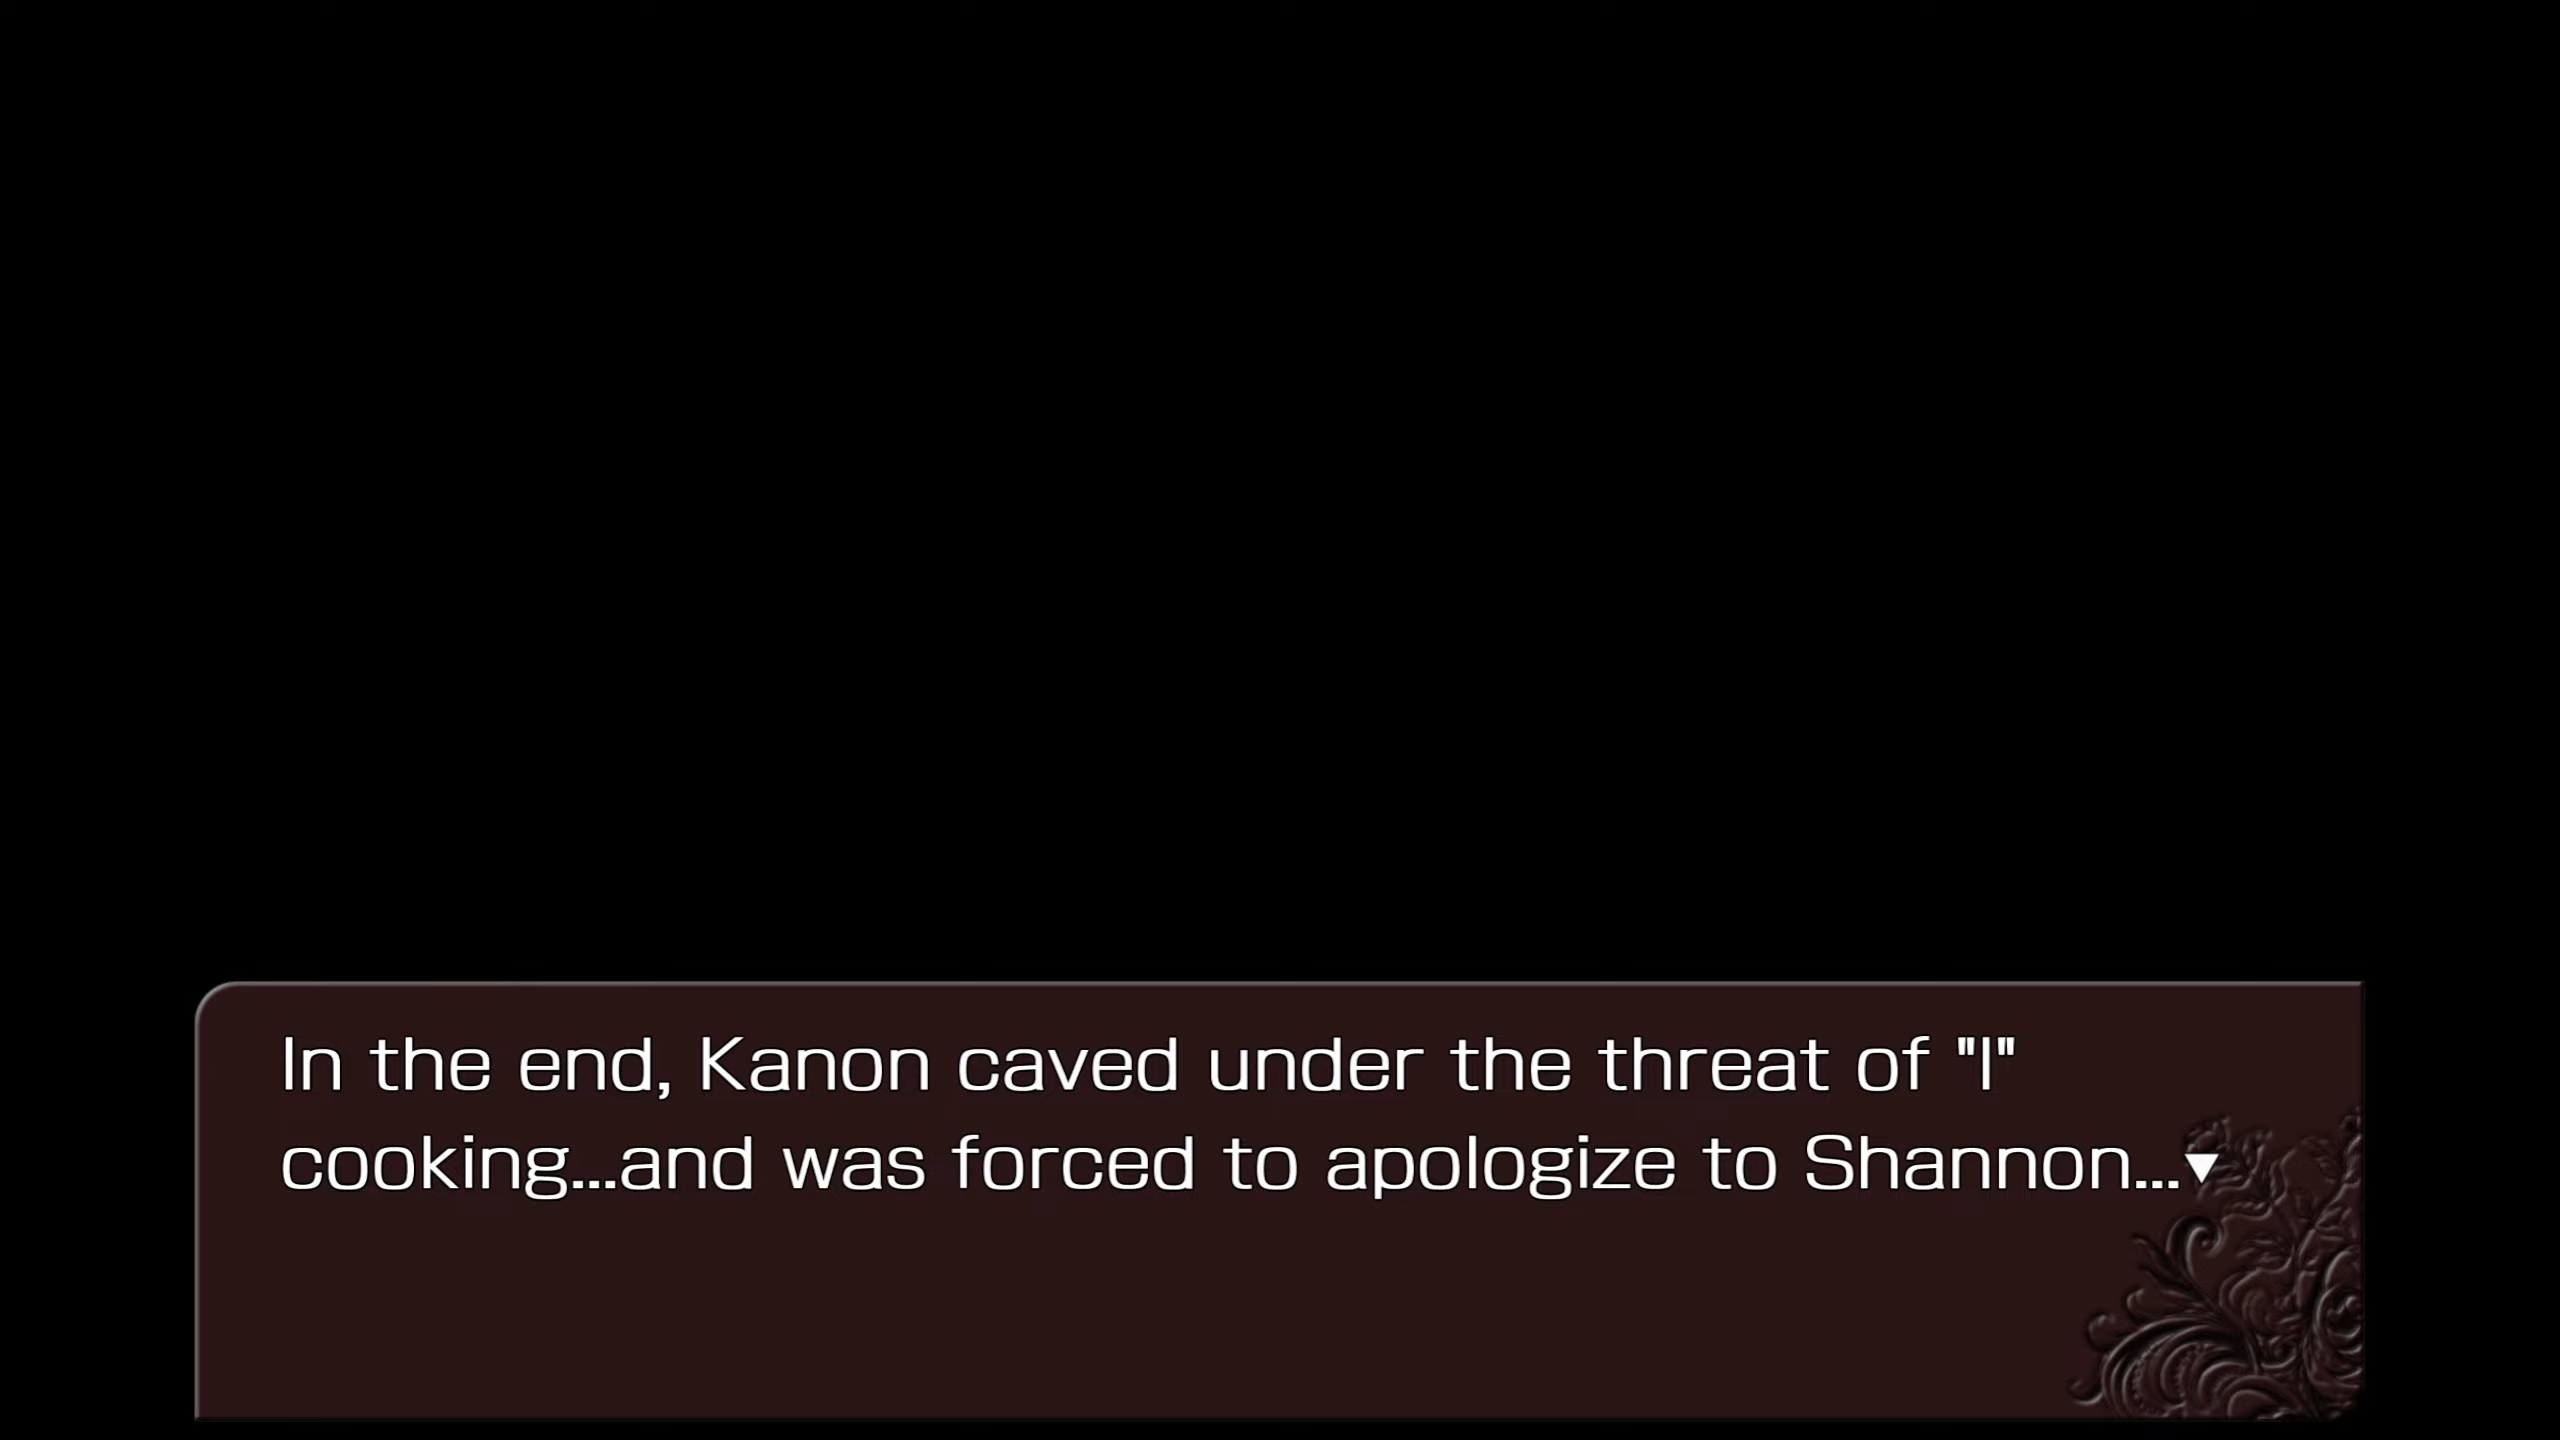 In the end, Kanon caved under the threat of "I"
cooking...and was forced to apologize to Shannon...